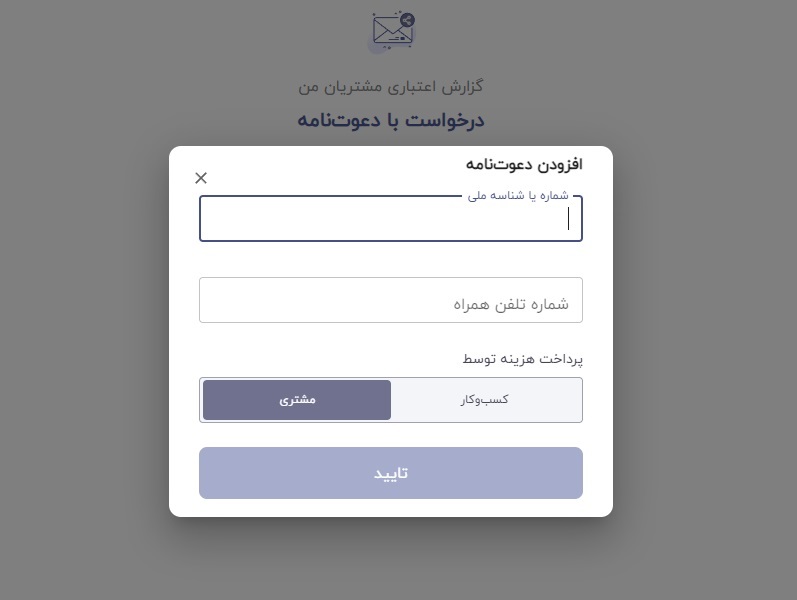 گزارش اعتباری مشتریان من
درخواست با دعوت‌نامه
افزودن دعوت‌نامه
شماره یا شناسه ملی
شماره تلفن همراه
پرداخت هزینه توسط
کسب‌وکار
مشتری
تایید